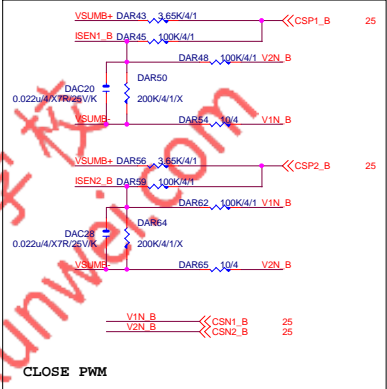 VSUMB+ DAR43 3.65K/4/1 CSP1_B 25
ISEN1_B DAR45 100K/4/1
DAR48 100K/4/1 V2N_B
DAC20 DAR50
0.022u/4/X7R/25V/K 200K/4/1/X
VSUMB- DAR54 10/4 V1N_B
VSUMB+ DAR56 3.65K/4/1 CSP2_B 25
ISEN2_B DAR59 100K/4/1
DAR62 100K/4/1 V1N_B
DAC28 DAR64
0.022u/4/X7R/25V/K 200K/4/1/X
VSUMB- DAR65 10/4 V2N_B
V1N_B CSN1_B 25
V2N_B CSN2_B 25
CLOSE PWM